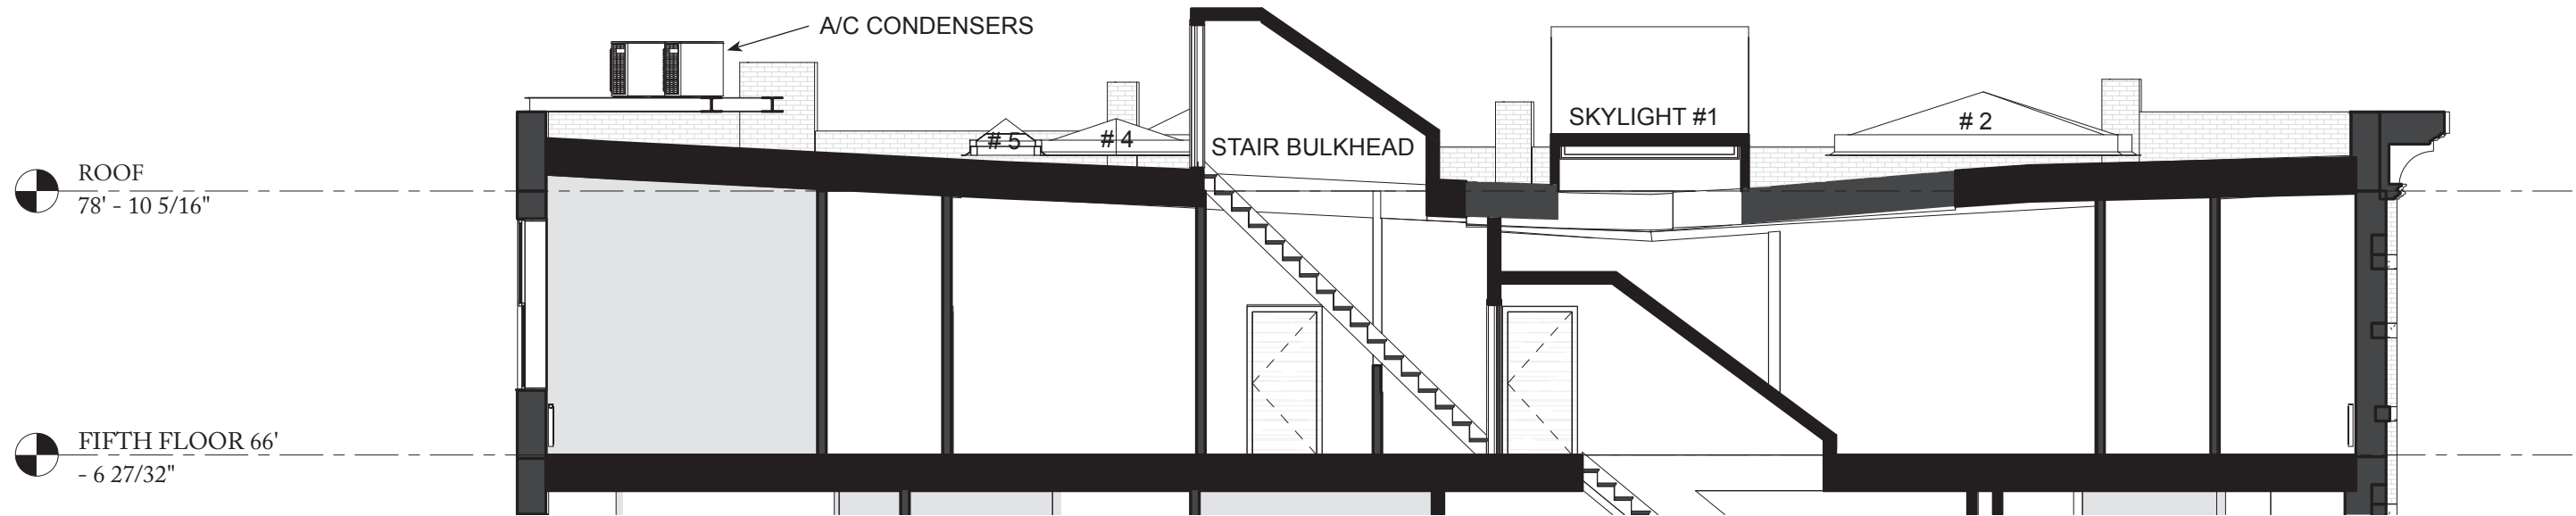 A/C CONDENSERS
SKYLIGHT #1
# 2
# 5
# 4
STAIR BULKHEAD
ROOF
78' - 10 5/16"
FIFTH FLOOR 66'
- 6 27/32"